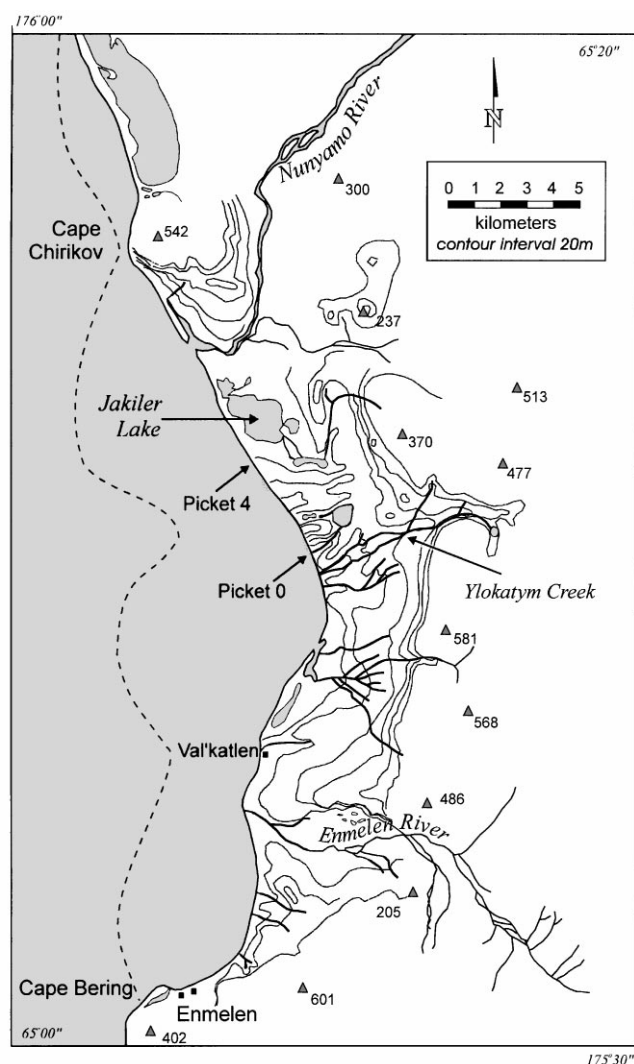 176°00"
65°20"
Nunyamo River
N
300
0 1 2 3 4 5
kilometers
contour interval 20m
Cape
Chirikov
542
237
513
Jakiler
Lake
370
477
Picket 4
Picket 0
Ylokatym Creek
581
568
Val'katlen
486
Enmelen River
205
Cape Bering
Enmelen
601
65°00"
402
175°30"